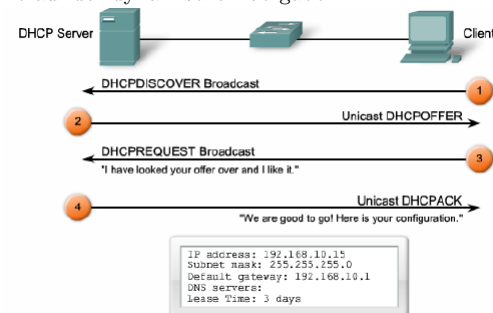 DHCP Server
Client
DHCPDISCOVER Broadcast
1
2
Unicast DHCPOFFER
DHCPREQUEST Broadcast
3
"I have looked your offer over and I like it."
4
Unicast DHCPACK
"We are good to go! Here is your configuration."
IP address: 192.168.10.15
Subnet mask: 255.255.255.0
Default gateway: 192.168.10.1
DNS servers:
Lease Time: 3 days